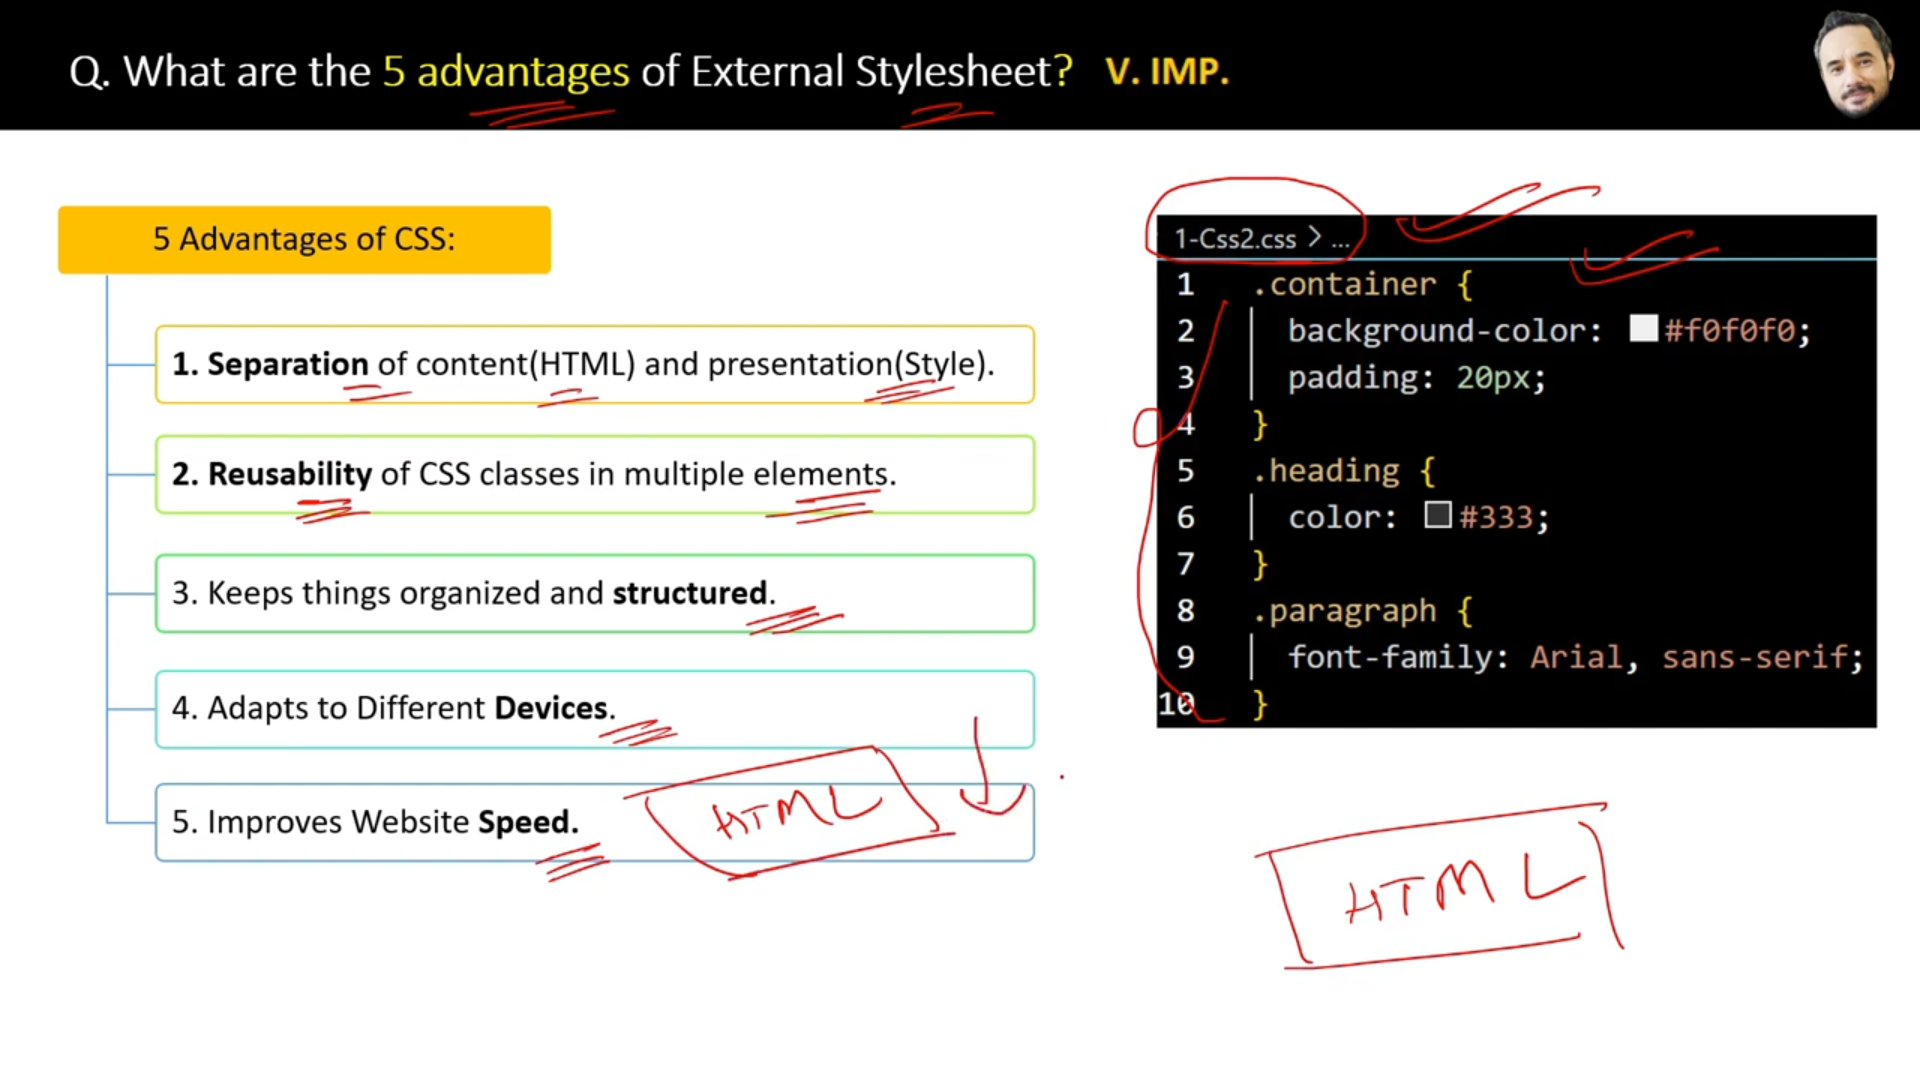 Q. What are the 5 advantages of External Stylesheet? V. IMP.
5 Advantages of CSS:
1. Separation of content(HTML) and presentation(Style).
2. Reusability of CSS classes in multiple elements.
3. Keeps things organized and structured.
4. Adapts to Different Devices.
5. Improves Website Speed.
HTML
1-Css2.css > ...
1 .container {
2 background-color: #f0f0f0;
3 padding: 20px;
4 }
5 .heading {
6 color: #333;
7 }
8 .paragraph {
9 font-family: Arial, sans-serif;
10 }
HTML